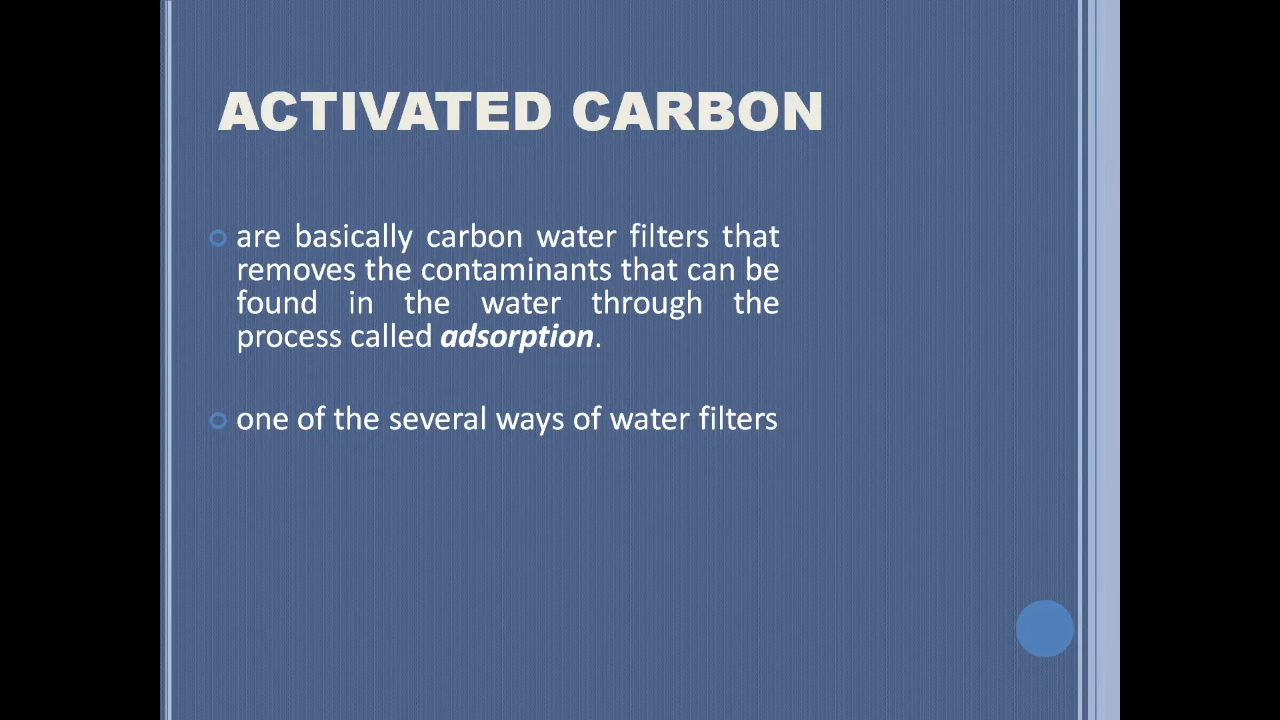 ACTIVATED CARBON
are basically carbon water filters that
removes the contaminants that can be
found in the water through the
process called adsorption.
one of the several ways of water filters